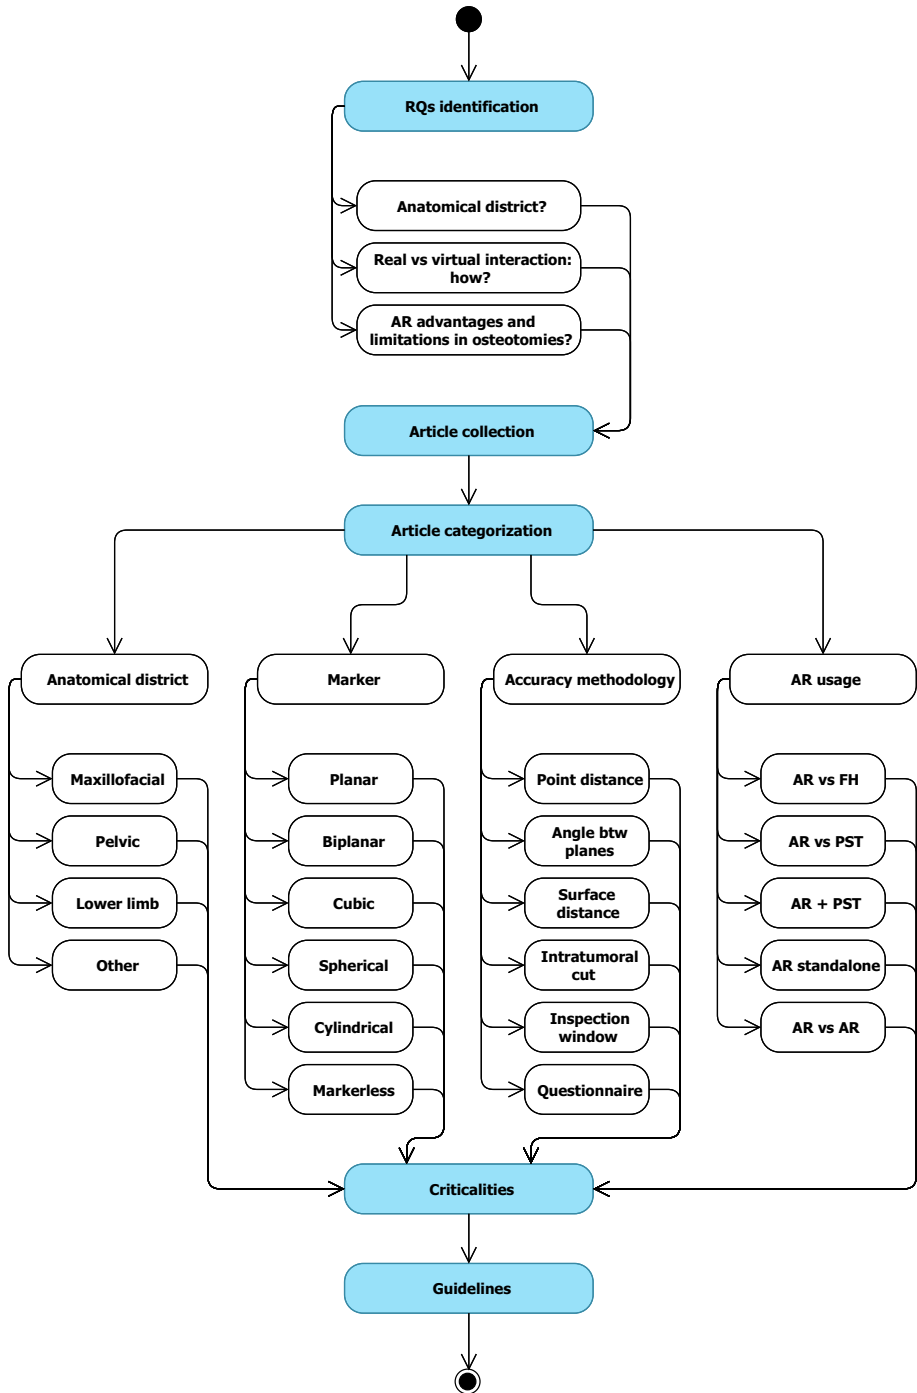 RQs identification
Anatomical district?
Real vs virtual interaction:
how?
AR advantages and
limitations in osteotomies?
Article collection
Article categorization
Anatomical district
Marker
Accuracy methodology
AR usage
Maxillofacial
Pelvic
Lower limb
Other
Planar
Biplanar
Cubic
Spherical
Cylindrical
Markerless
Point distance
Angle btw
planes
Surface
distance
Intratumoral
cut
Inspection
window
Questionnaire
AR vs FH
AR vs PST
AR + PST
AR standalone
AR vs AR
Criticalities
Guidelines